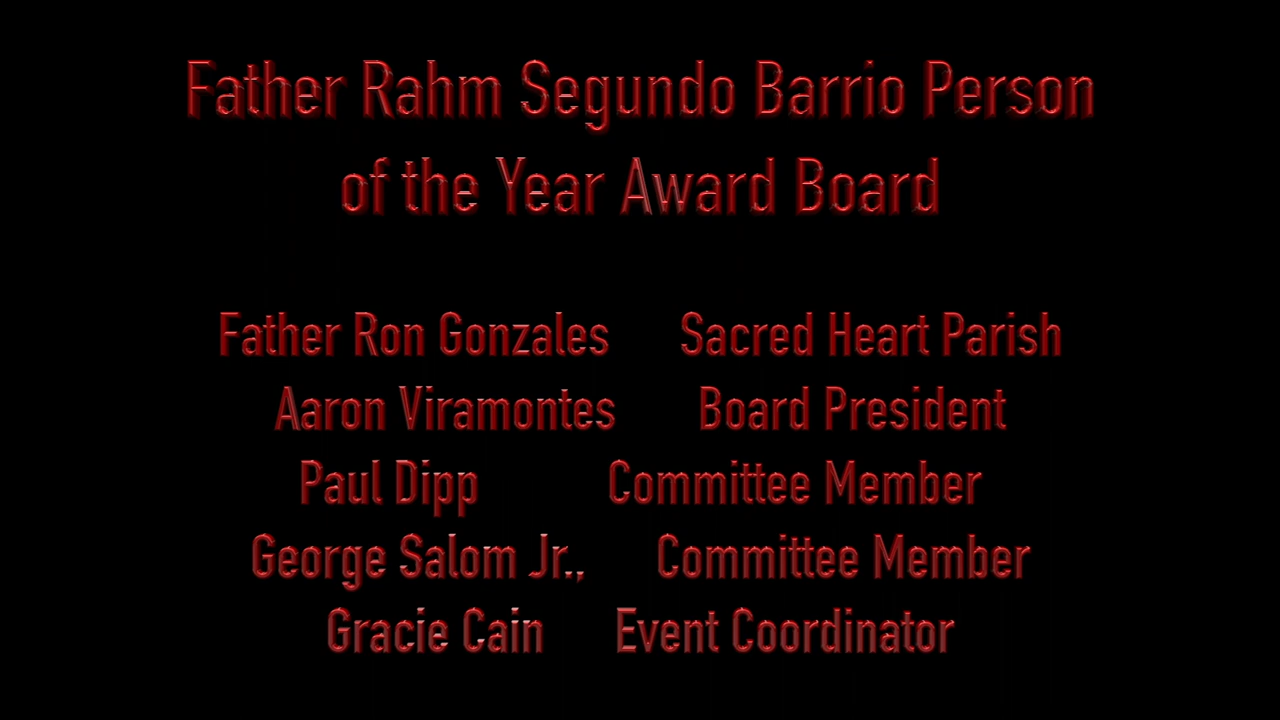 Father Rahm Segundo Barrio Person
of the Year Award Board
Father Ron Gonzales Sacred Heart Parish
Aaron Viramontes Board President
Paul Dipp Committee Member
George Salom Jr., Committee Member
Gracie Cain Event Coordinator